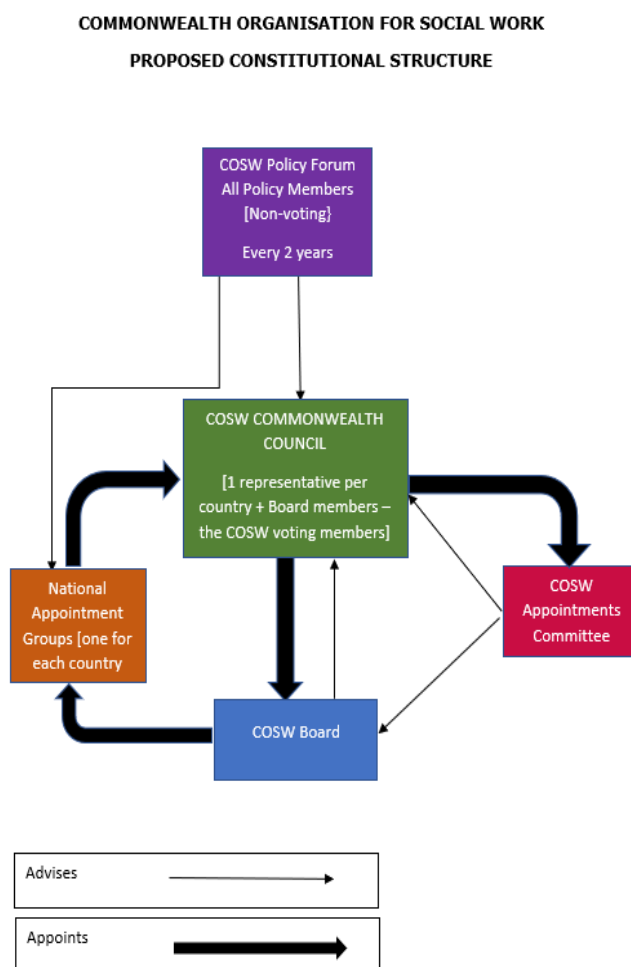 COMMONWEALTH ORGANISATION FOR SOCIAL WORK
PROPOSED CONSTITUTIONAL STRUCTURE
COSW Policy Forum
All Policy Members
[Non-voting}
Every 2 years
COSW COMMONWEALTH
COUNCIL
[1 representative per
country + Board members –
the COSW voting members]
National
Appointment
Groups [one for
each country
COSW
Appointments
Committee
COSW Board
Advises
Appoints